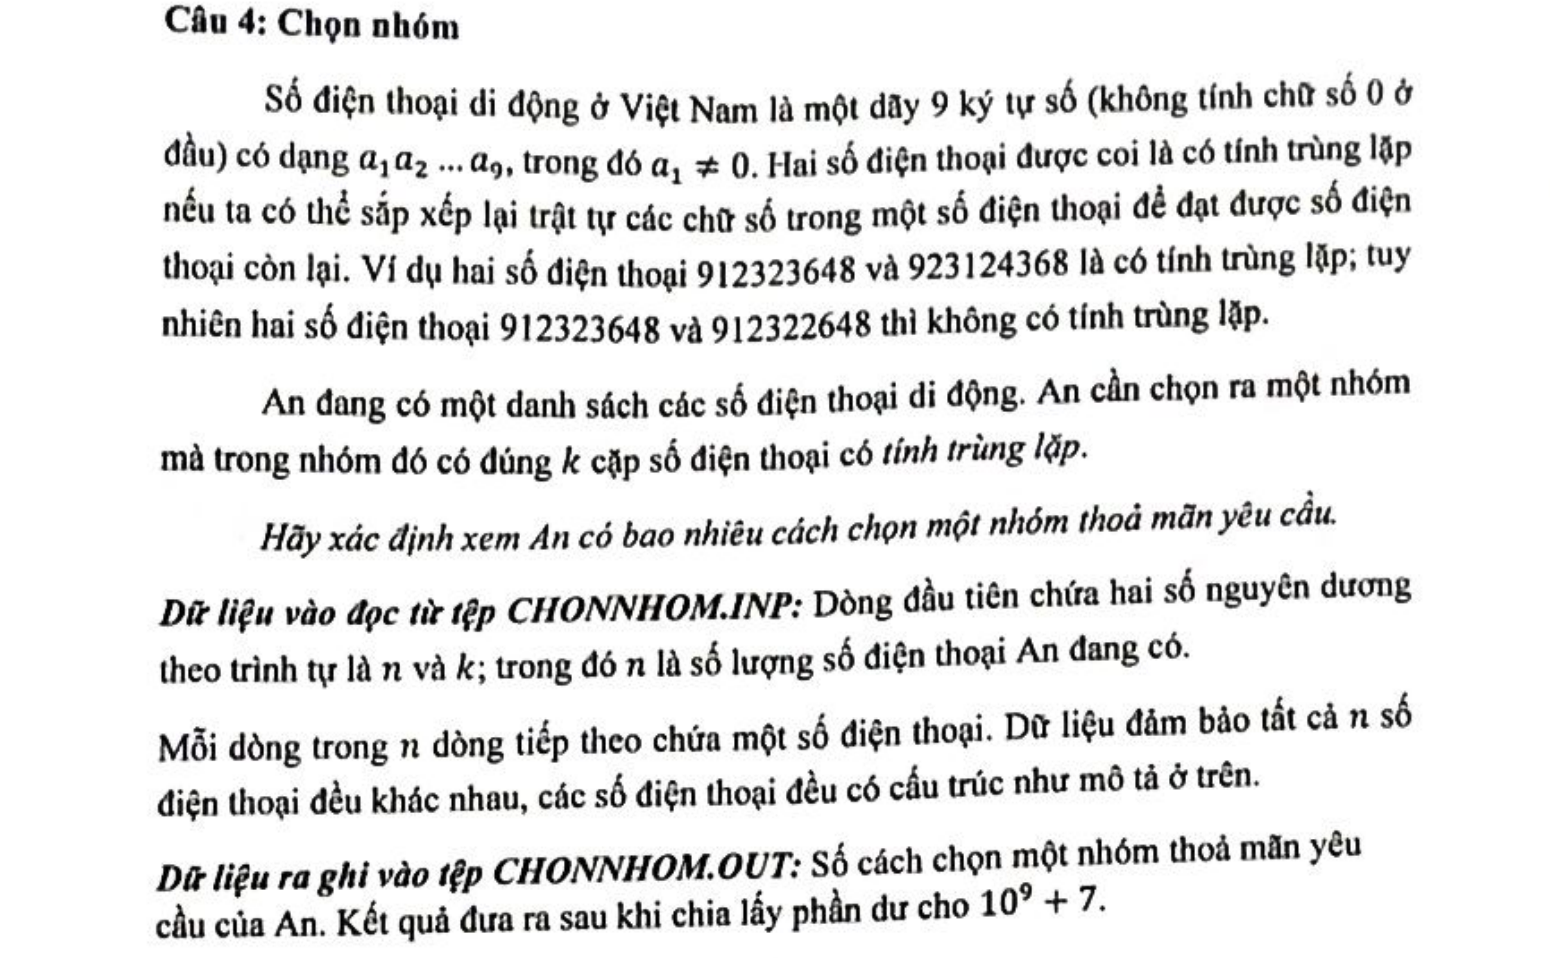 Câu 4: Chọn nhóm
Số điện thoại di động ở Việt Nam là một dãy 9 ký tự số (không tính chữ số 0 ở
đầu) có dạng a₁a₂ ... a₉, trong đó a₁ ≠ 0. Hai số điện thoại được coi là có tính trùng lặp
nếu ta có thể sắp xếp lại trật tự các chữ số trong một số điện thoại để đạt được số điện
thoại còn lại. Ví dụ hai số điện thoại 912323648 và 923124368 là có tính trùng lặp; tuy
nhiên hai số điện thoại 912323648 và 912322648 thì không có tính trùng lặp.
An đang có một danh sách các số điện thoại di động. An cần chọn ra một nhóm
mà trong nhóm đó có đúng k cặp số điện thoại có tính trùng lặp.
Hãy xác định xem An có bao nhiêu cách chọn một nhóm thoả mãn yêu cầu.
Dữ liệu vào đọc từ tệp CHONNHOM.INP: Dòng đầu tiên chứa hai số nguyên dương
theo trình tự là n và k; trong đó n là số lượng số điện thoại An đang có.
Mỗi dòng trong n dòng tiếp theo chứa một số điện thoại. Dữ liệu đảm bảo tất cả n số
điện thoại đều khác nhau, các số điện thoại đều có cấu trúc như mô tả ở trên.
Dữ liệu ra ghi vào tệp CHONNHOM.OUT: Số cách chọn một nhóm thoả mãn yêu
cầu của An. Kết quả đưa ra sau khi chia lấy phần dư cho 10⁹ + 7.